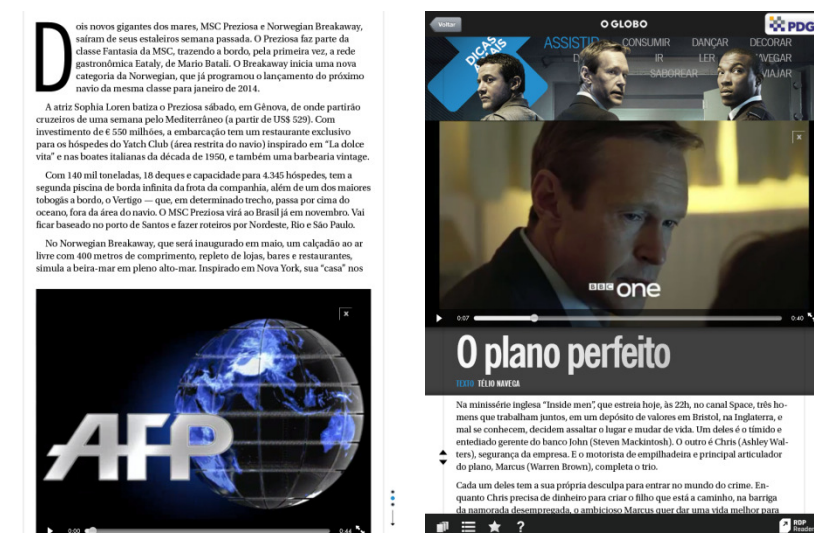 Dois novos gigantes dos mares, MSC Preziosa e Norwegian Breakaway,
saíram de seus estaleiros semana passada. O Preziosa faz parte da
classe Fantasia da MSC, trazendo a bordo, pela primeira vez, a rede
gastronômica Eataly, de Mario Batali. O Breakaway inicia uma nova
categoria da Norwegian, que já programou o lançamento do próximo
navio da mesma classe para janeiro de 2014.
A atriz Sophia Loren batiza o Preziosa sábado, em Gênova, de onde partirão
cruzeiros de uma semana pelo Mediterrâneo (a partir de US$ 529). Com
investimento de € 550 milhões, a embarcação tem um restaurante exclusivo
para os hóspedes do Yatch Club (área restrita do navio) inspirado em “La dolce
vita” e nas boates italianas da década de 1950, e também uma barbearia vintage.
Com 140 mil toneladas, 18 deques e capacidade para 4.345 hóspedes, tem a
segunda piscina de borda infinita da frota da companhia, além de um dos maiores
tobogãs a bordo, o Vertigo — que, em determinado trecho, passa por cima do
oceano, fora da área do navio. O MSC Preziosa virá ao Brasil já em novembro. Vai
ficar baseado no porto de Santos e fazer roteiros por Nordeste, Rio e São Paulo.
No Norwegian Breakaway, que será inaugurado em maio, um calçadão ao ar
livre com 400 metros de comprimento, repleto de lojas, bares e restaurantes,
simula a beira-mar em pleno alto-mar. Inspirado em Nova York, sua “casa” nos
x
AFP
0:00 0:44
Voltar
O GLOBO
PDG
DICAS
ASSISTIR CONSUMIR DANÇAR DECORAR
IR LER NAVEGAR
SABOREAR VIAJAR
x
BBC one
0:07 0:40
O plano perfeito
TEXTO TÉLIO NAVEGA
Na minissérie inglesa “Inside men”, que estreia hoje, às 22h, no canal Space, três ho-
mens que trabalham juntos, em um depósito de valores em Bristol, na Inglaterra, e
mal se conhecem, decidem assaltar o lugar e mudar de vida. Um deles é o tímido e
entediado gerente do banco John (Steven Mackintosh). O outro é Chris (Ashley Wal-
ters), segurança da empresa. E o motorista de empilhadeira e principal articulador
do plano, Marcus (Warren Brown), completa o trio.
Cada um deles tem a sua própria desculpa para entrar no mundo do crime. En-
quanto Chris precisa de dinheiro para criar o filho que está a caminho, na barriga
da namorada desempregada, o ambicioso Marcus quer dar uma vida melhor para
?
RDP
Reader